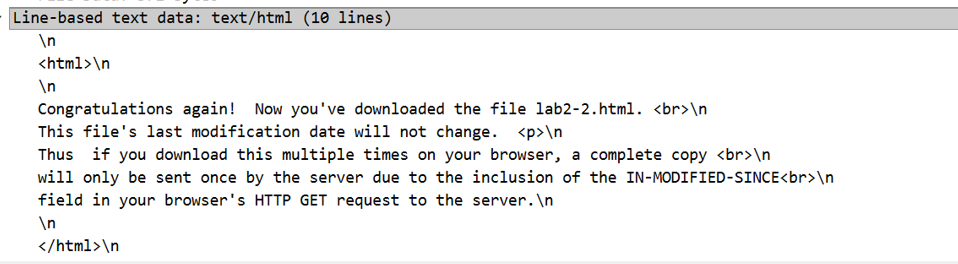 Line-based text data: text/html (10 lines)
\n
<html>\n
\n
Congratulations again!  Now you've downloaded the file lab2-2.html. <br>\n
This file's last modification date will not change.  <p>\n
Thus  if you download this multiple times on your browser, a complete copy <br>\n
will only be sent once by the server due to the inclusion of the IN-MODIFIED-SINCE<br>\n
field in your browser's HTTP GET request to the server.\n
\n
</html>\n